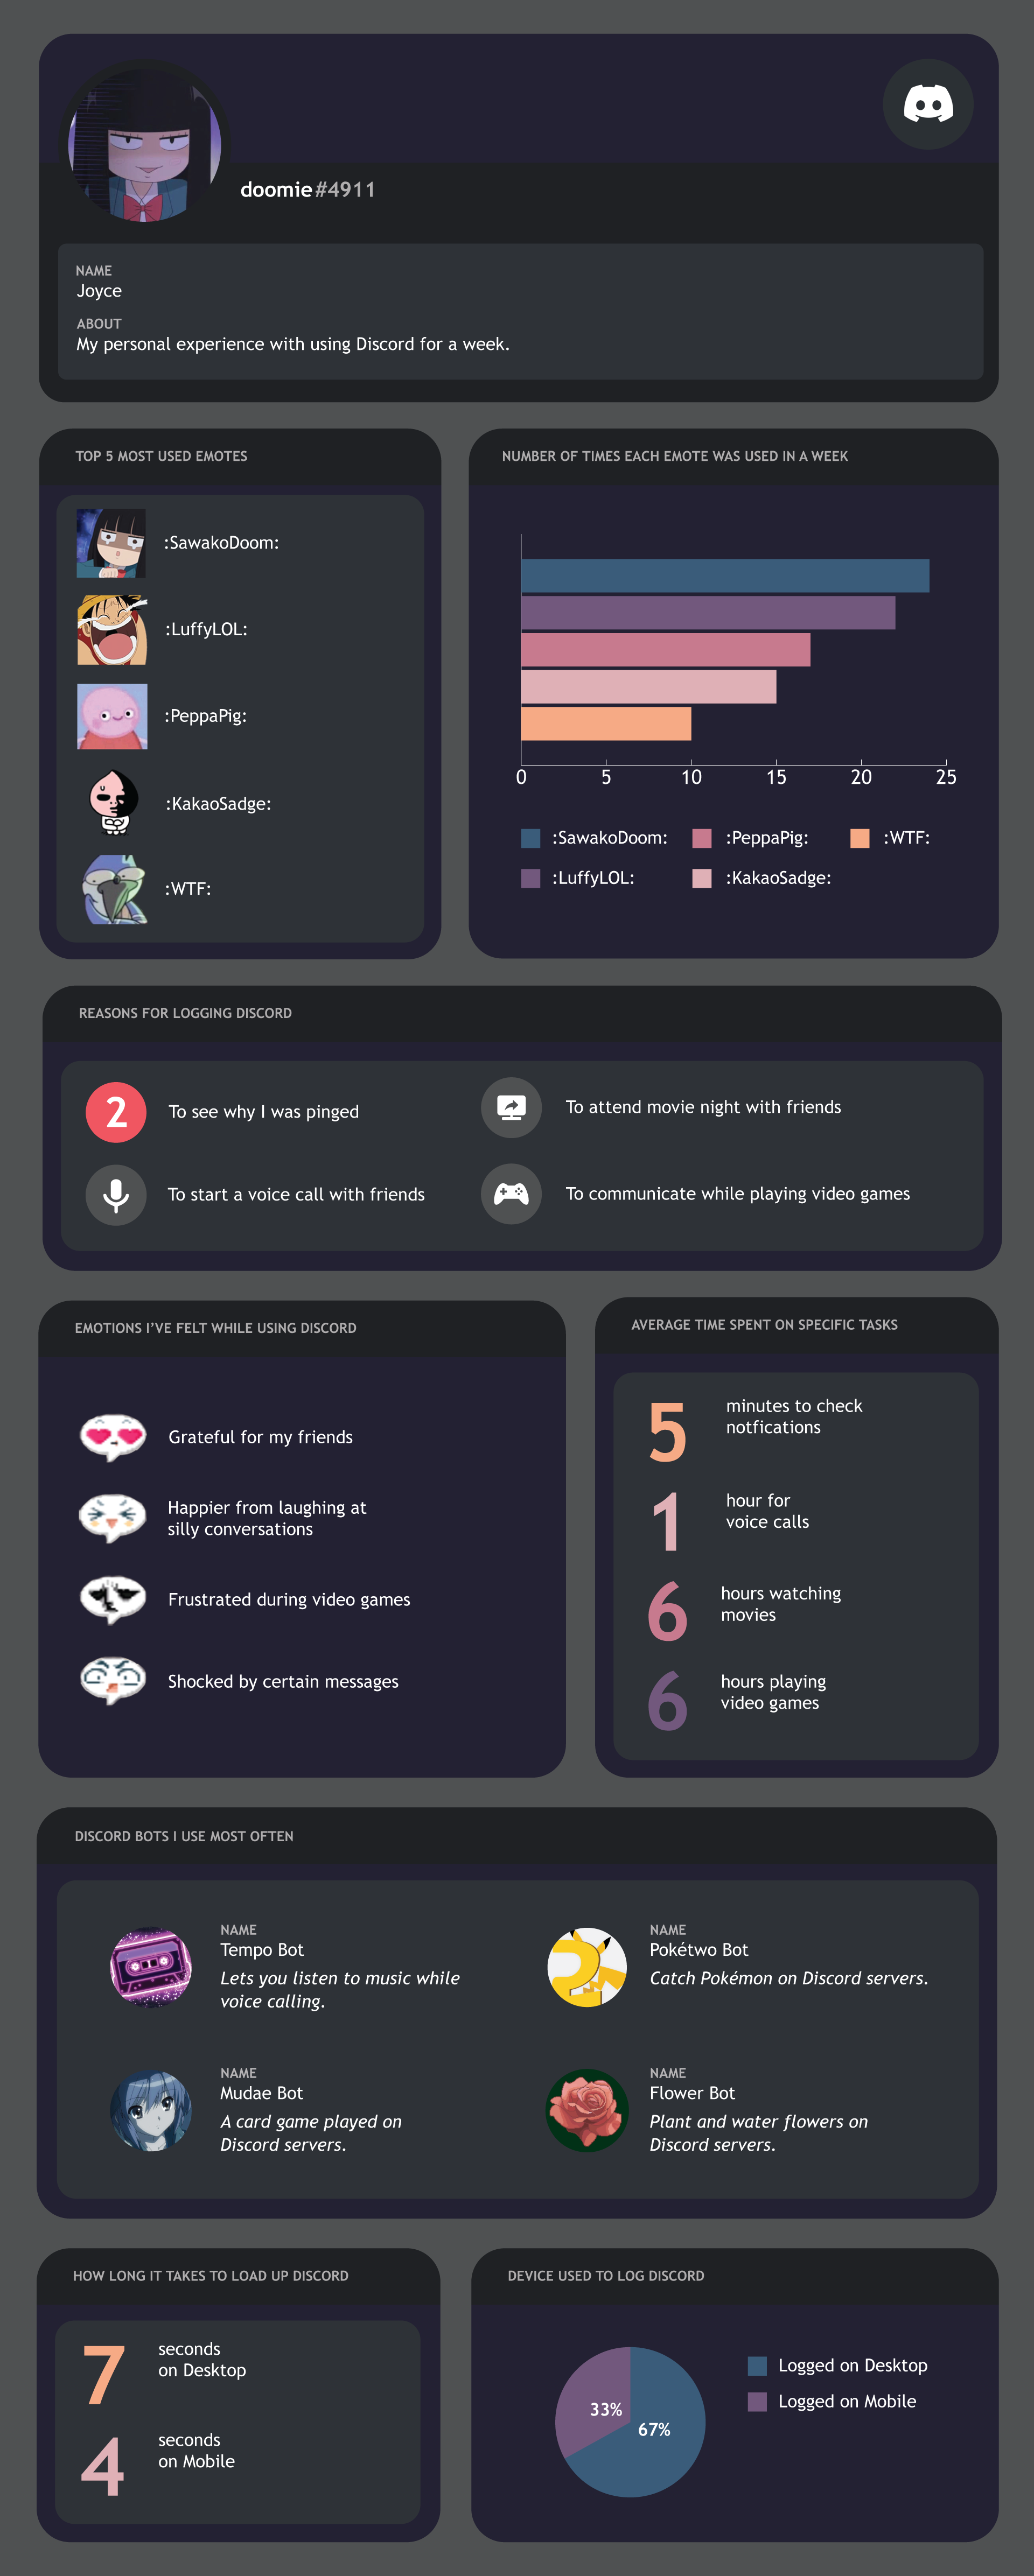 doomie#4911
NAME
Joyce
ABOUT
My personal experience with using Discord for a week.
TOP 5 MOST USED EMOTES
:SawakoDoom:
:LuffyLOL:
:PeppaPig:
:KakaoSadge:
:WTF:
NUMBER OF TIMES EACH EMOTE WAS USED IN A WEEK
0 5 10 15 20 25
:SawakoDoom: :PeppaPig: :WTF:
:LuffyLOL: :KakaoSadge:
REASONS FOR LOGGING DISCORD
2 To see why I was pinged
To attend movie night with friends
To start a voice call with friends
To communicate while playing video games
EMOTIONS I'VE FELT WHILE USING DISCORD
Grateful for my friends
Happier from laughing at
silly conversations
Frustrated during video games
Shocked by certain messages
AVERAGE TIME SPENT ON SPECIFIC TASKS
5 minutes to check
notfications
1 hour for
voice calls
6 hours watching
movies
6 hours playing
video games
DISCORD BOTS I USE MOST OFTEN
NAME
Tempo Bot
Lets you listen to music while
voice calling.
NAME
Pokétwo Bot
Catch Pokémon on Discord servers.
NAME
Mudae Bot
A card game played on
Discord servers.
NAME
Flower Bot
Plant and water flowers on
Discord servers.
HOW LONG IT TAKES TO LOAD UP DISCORD
7 seconds
on Desktop
4 seconds
on Mobile
DEVICE USED TO LOG DISCORD
33%
67%
Logged on Desktop
Logged on Mobile